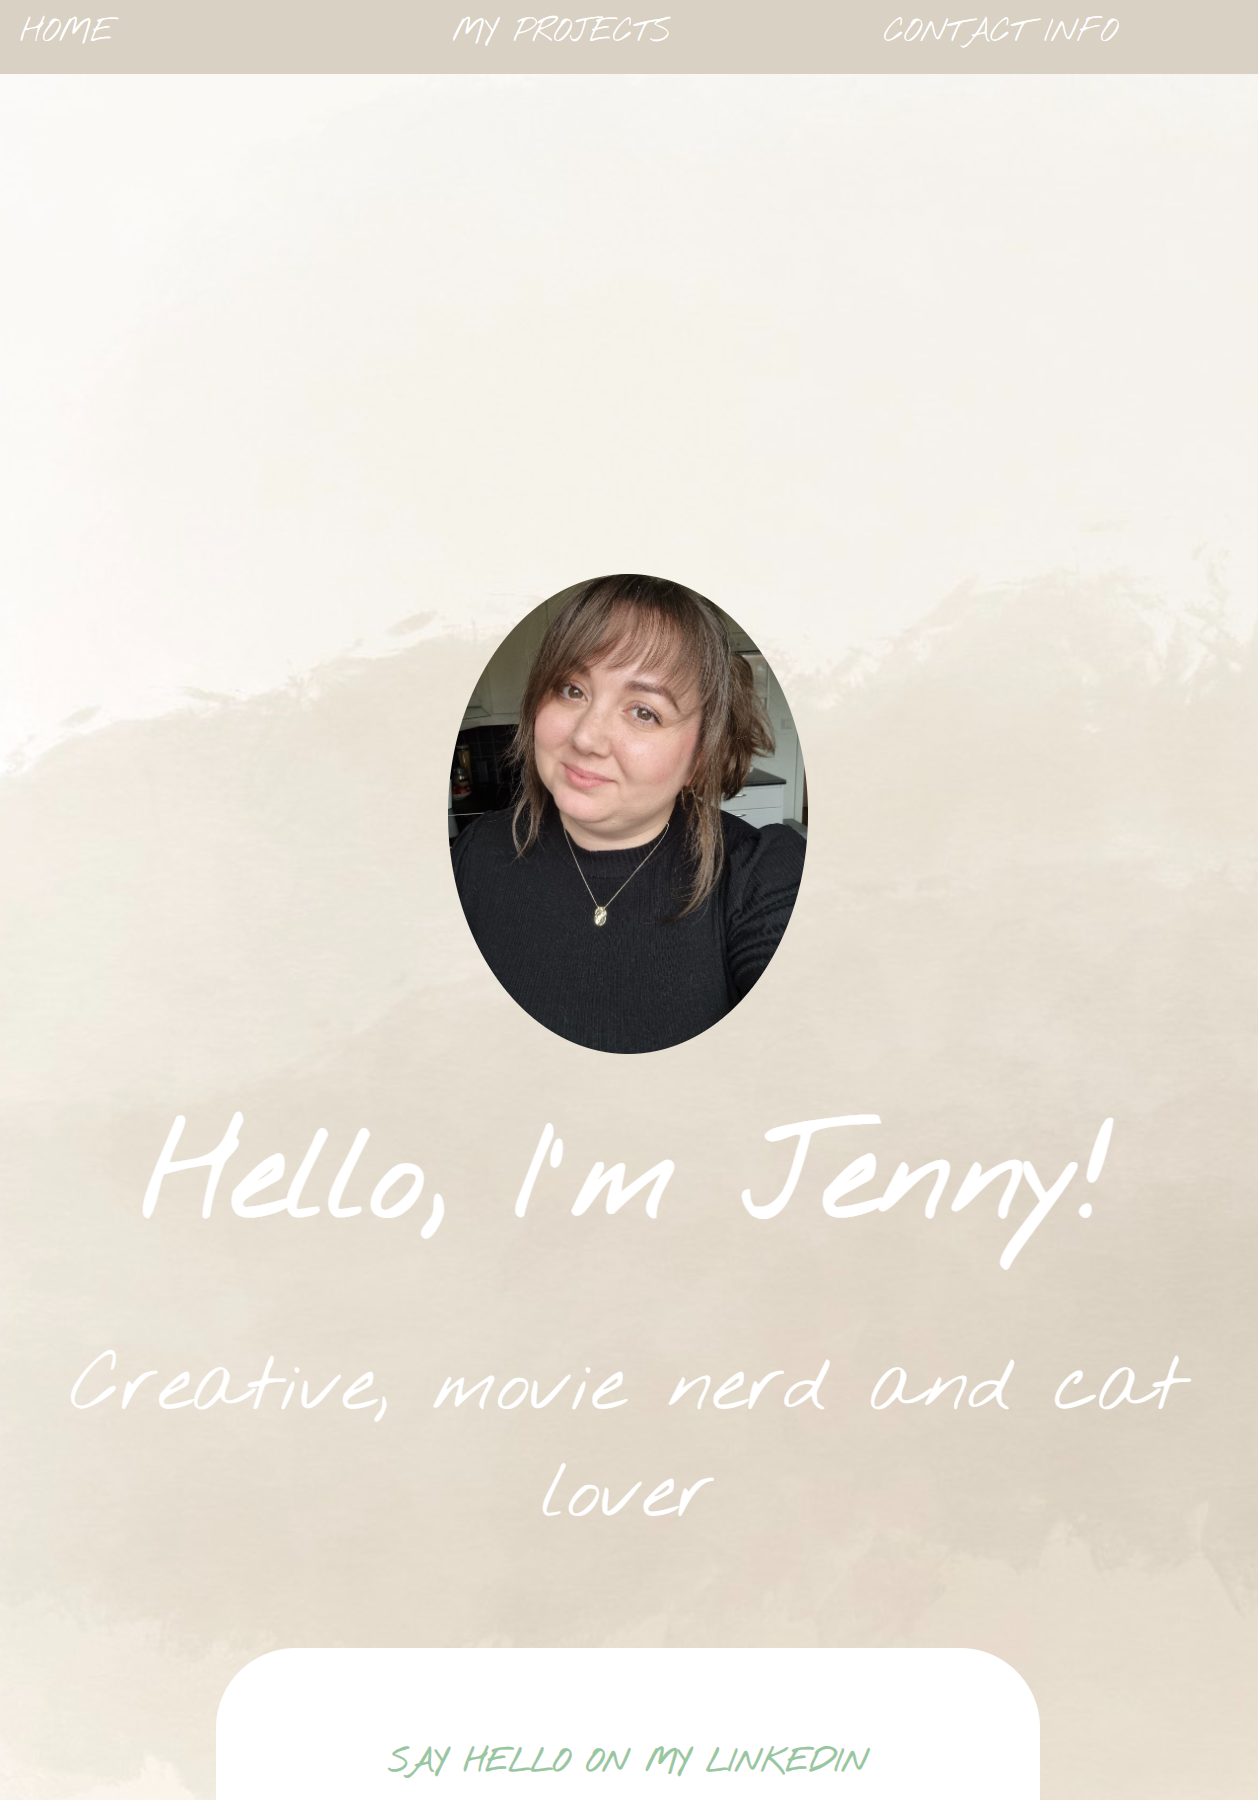 HOME
MY PROJECTS
CONTACT INFO
Hello, I'm Jenny!
Creative, movie nerd and cat
lover
SAY HELLO ON MY LINKEDIN